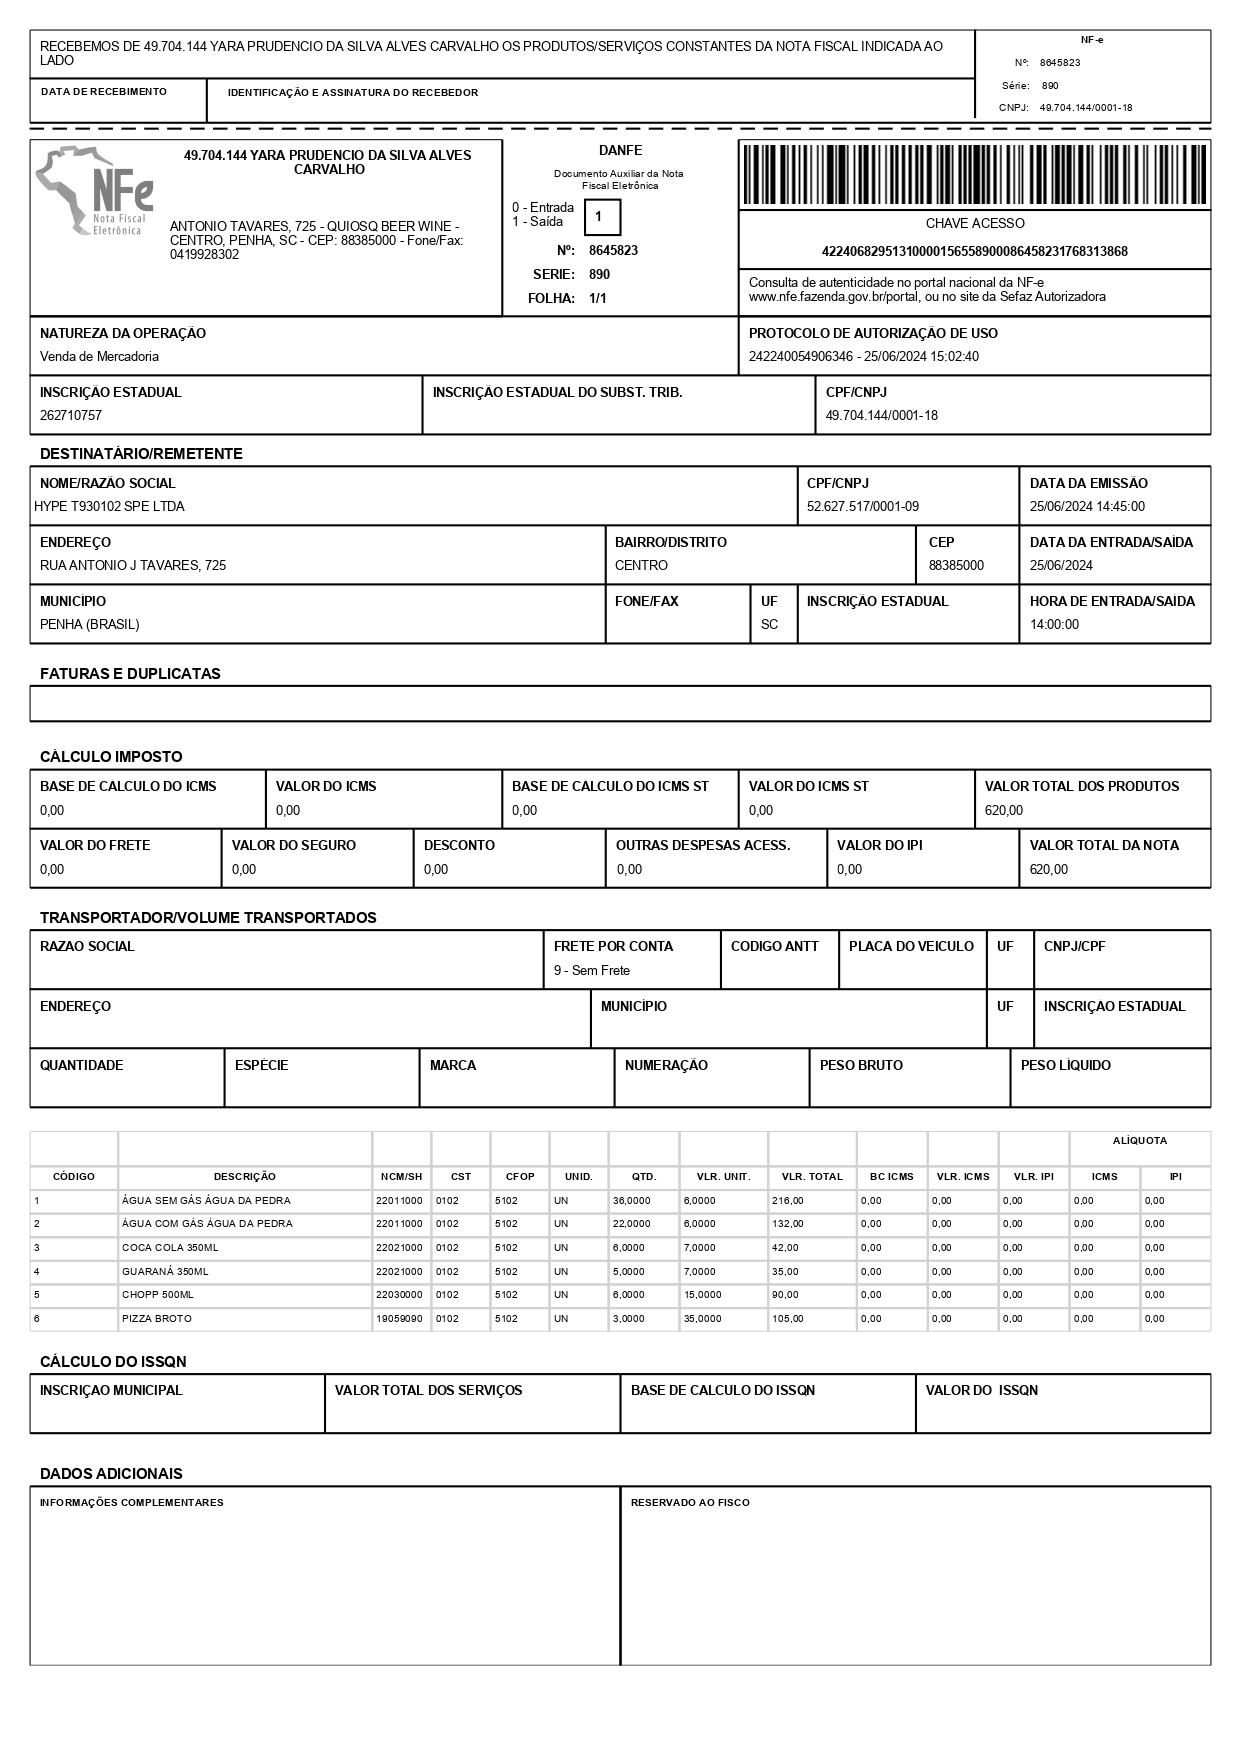 RECEBEMOS DE 49.704.144 YARA PRUDENCIO DA SILVA ALVES CARVALHO OS PRODUTOS/SERVIÇOS CONSTANTES DA NOTA FISCAL INDICADA AO
LADO
DATA DE RECEBIMENTO
IDENTIFICAÇÃO E ASSINATURA DO RECEBEDOR
NF-e
Nº: 8645823
Série: 890
CNPJ: 49.704.144/0001-18
NFe
Nota Fiscal
Eletrônica
49.704.144 YARA PRUDENCIO DA SILVA ALVES
CARVALHO
ANTONIO TAVARES, 725 - QUIOSQ BEER WINE -
CENTRO, PENHA, SC - CEP: 88385000 - Fone/Fax:
0419928302
DANFE
Documento Auxiliar da Nota
Fiscal Eletrônica
0 - Entrada
1 - Saída
1
Nº: 8645823
SERIE: 890
FOLHA: 1/1
CHAVE ACESSO
42240682951310000156558900086458231768313868
Consulta de autenticidade no portal nacional da NF-e
www.nfe.fazenda.gov.br/portal, ou no site da Sefaz Autorizadora
NATUREZA DA OPERAÇÃO
Venda de Mercadoria
PROTOCOLO DE AUTORIZAÇÃO DE USO
242240054906346 - 25/06/2024 15:02:40
INSCRIÇÃO ESTADUAL
262710757
INSCRIÇÃO ESTADUAL DO SUBST. TRIB.
CPF/CNPJ
49.704.144/0001-18
DESTINATÁRIO/REMETENTE
NOME/RAZÃO SOCIAL
HYPE T930102 SPE LTDA
CPF/CNPJ
52.627.517/0001-09
DATA DA EMISSÃO
25/06/2024 14:45:00
ENDEREÇO
RUA ANTONIO J TAVARES, 725
BAIRRO/DISTRITO
CENTRO
CEP
88385000
DATA DA ENTRADA/SAÍDA
25/06/2024
MUNICÍPIO
PENHA (BRASIL)
FONE/FAX
UF
SC
INSCRIÇÃO ESTADUAL
HORA DE ENTRADA/SAÍDA
14:00:00
FATURAS E DUPLICATAS
CÁLCULO IMPOSTO
BASE DE CÁLCULO DO ICMS
0,00
VALOR DO ICMS
0,00
BASE DE CÁLCULO DO ICMS ST
0,00
VALOR DO ICMS ST
0,00
VALOR TOTAL DOS PRODUTOS
620,00
VALOR DO FRETE
0,00
VALOR DO SEGURO
0,00
DESCONTO
0,00
OUTRAS DESPESAS ACESS.
0,00
VALOR DO IPI
0,00
VALOR TOTAL DA NOTA
620,00
TRANSPORTADOR/VOLUME TRANSPORTADOS
RAZAO SOCIAL
FRETE POR CONTA
9 - Sem Frete
CODIGO ANTT
PLACA DO VEICULO
UF
CNPJ/CPF
ENDEREÇO
MUNICÍPIO
UF
INSCRIÇAO ESTADUAL
QUANTIDADE
ESPÉCIE
MARCA
NUMERAÇÃO
PESO BRUTO
PESO LÍQUIDO
ALÍQUOTA
CÓDIGO DESCRIÇÃO NCM/SH CST CFOP UNID. QTD. VLR. UNIT. VLR. TOTAL BC ICMS VLR. ICMS VLR. IPI ICMS IPI
1 ÁGUA SEM GÁS ÁGUA DA PEDRA 22011000 0102 5102 UN 36,0000 6,0000 216,00 0,00 0,00 0,00 0,00 0,00
2 ÁGUA COM GÁS ÁGUA DA PEDRA 22011000 0102 5102 UN 22,0000 6,0000 132,00 0,00 0,00 0,00 0,00 0,00
3 COCA COLA 350ML 22021000 0102 5102 UN 6,0000 7,0000 42,00 0,00 0,00 0,00 0,00 0,00
4 GUARANÁ 350ML 22021000 0102 5102 UN 5,0000 7,0000 35,00 0,00 0,00 0,00 0,00 0,00
5 CHOPP 500ML 22030000 0102 5102 UN 6,0000 15,0000 90,00 0,00 0,00 0,00 0,00 0,00
6 PIZZA BROTO 19059090 0102 5102 UN 3,0000 35,0000 105,00 0,00 0,00 0,00 0,00 0,00
CÁLCULO DO ISSQN
INSCRIÇAO MUNICIPAL
VALOR TOTAL DOS SERVIÇOS
BASE DE CALCULO DO ISSQN
VALOR DO ISSQN
DADOS ADICIONAIS
INFORMAÇÕES COMPLEMENTARES
RESERVADO AO FISCO